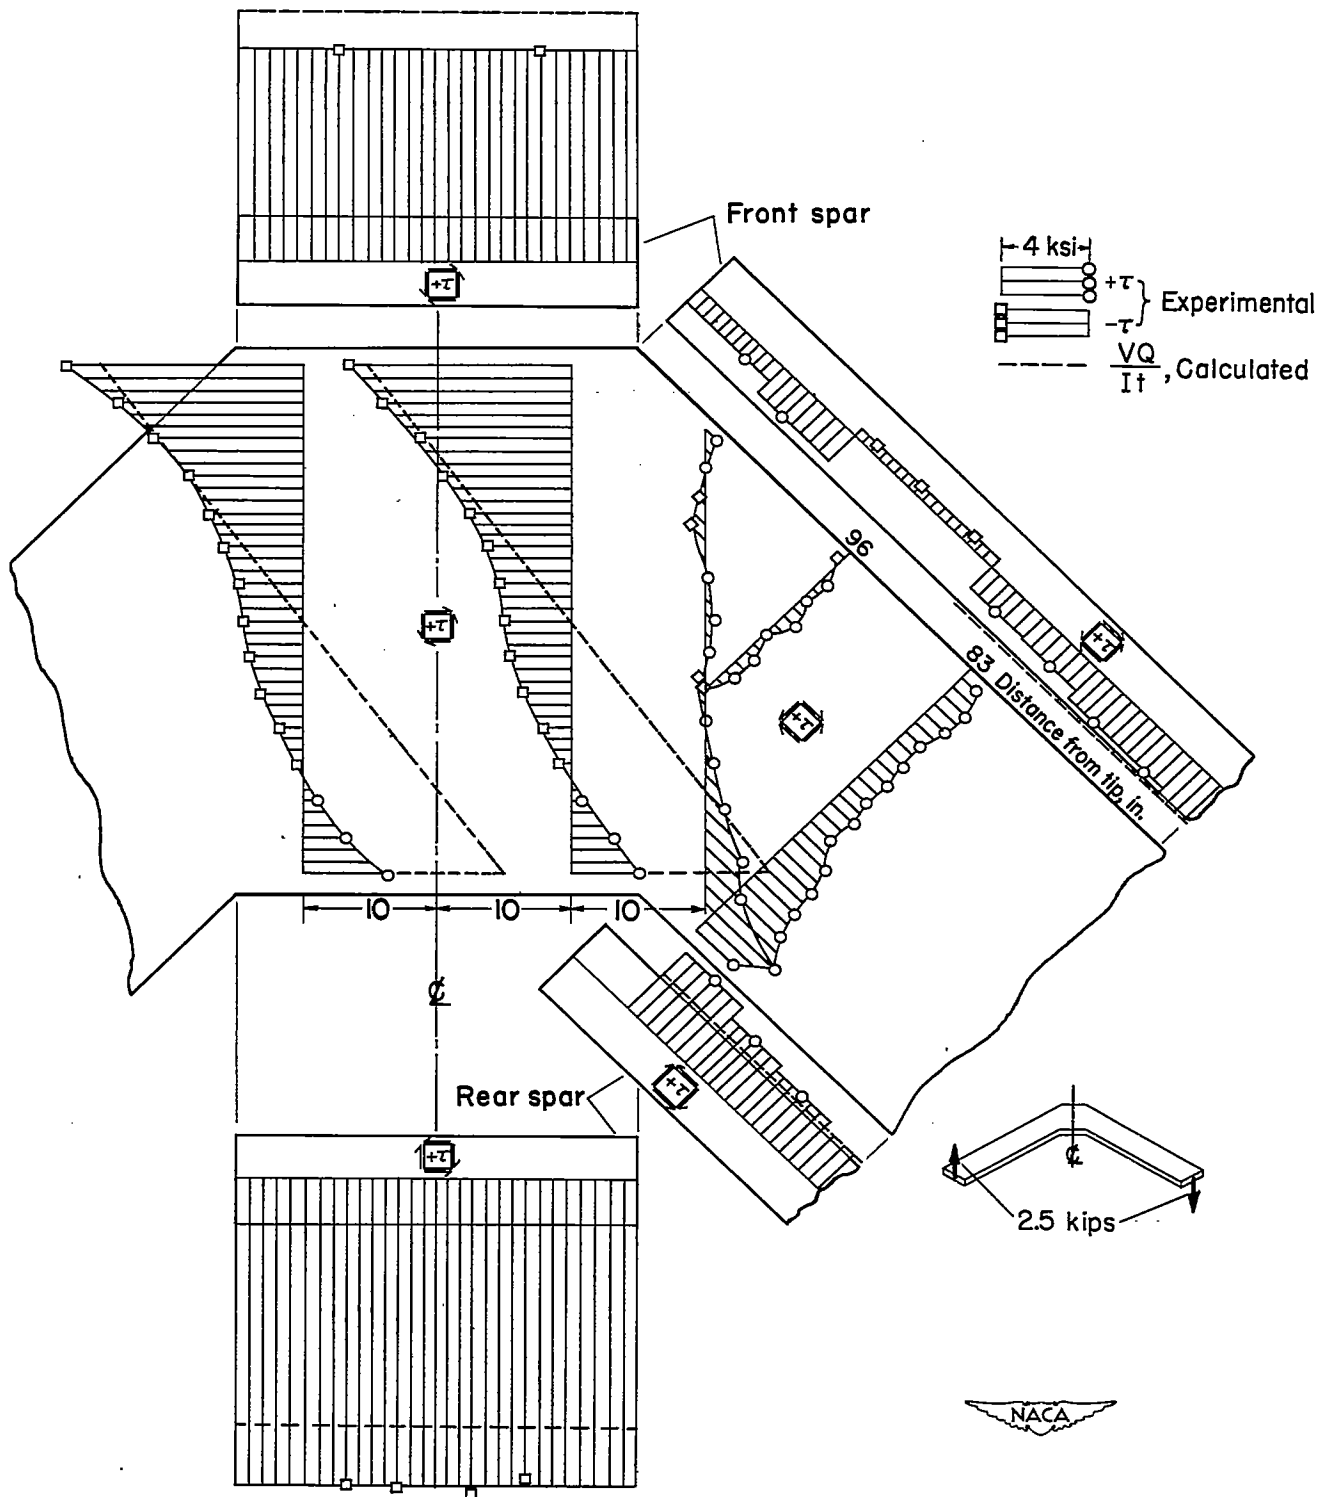 Front spar
4 ksi
+τ
-τ
Experimental
VQ
It
, Calculated
+τ
+τ
+τ
+τ
96
83 Distance from tip, in.
10
10
10
℄
Rear spar
+τ
+τ
℄
2.5 kips
NACA